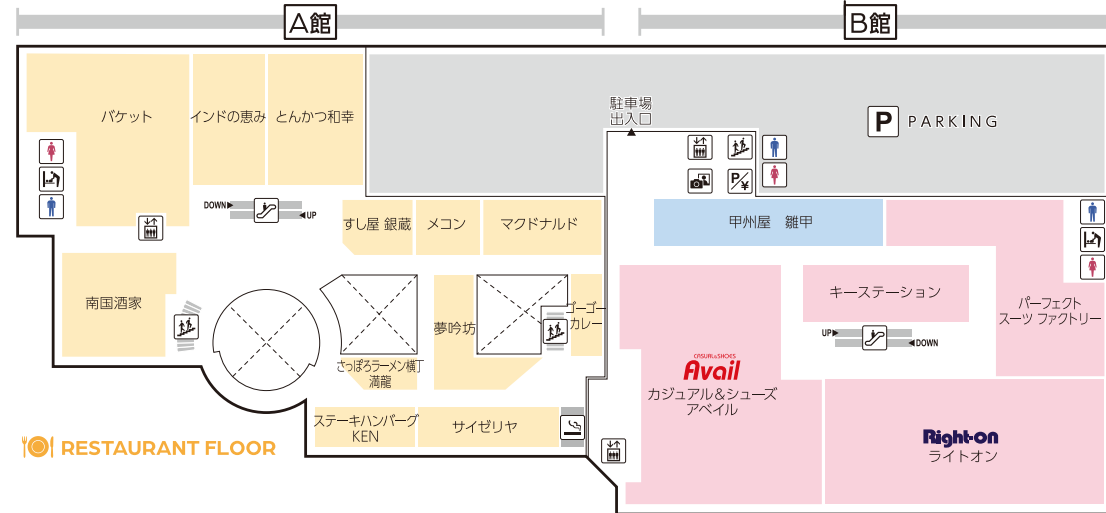 A館
B館
バケット
インドの恵み
とんかつ和幸
駐車場
出入口
P PARKING
P/¥
DOWN▶
◀UP
すし屋 銀蔵
メコン
マクドナルド
甲州屋 雛甲
南国酒家
夢吟坊
ゴーゴー
カレー
キーステーション
パーフェクト
スーツ ファクトリー
UP▶
◀DOWN
さっぽろラーメン横丁
満龍
CASUAL&SHOES
Avail
カジュアル&シューズ
アベイル
ステーキハンバーグ
KEN
サイゼリヤ
Right-on
ライトオン
RESTAURANT FLOOR